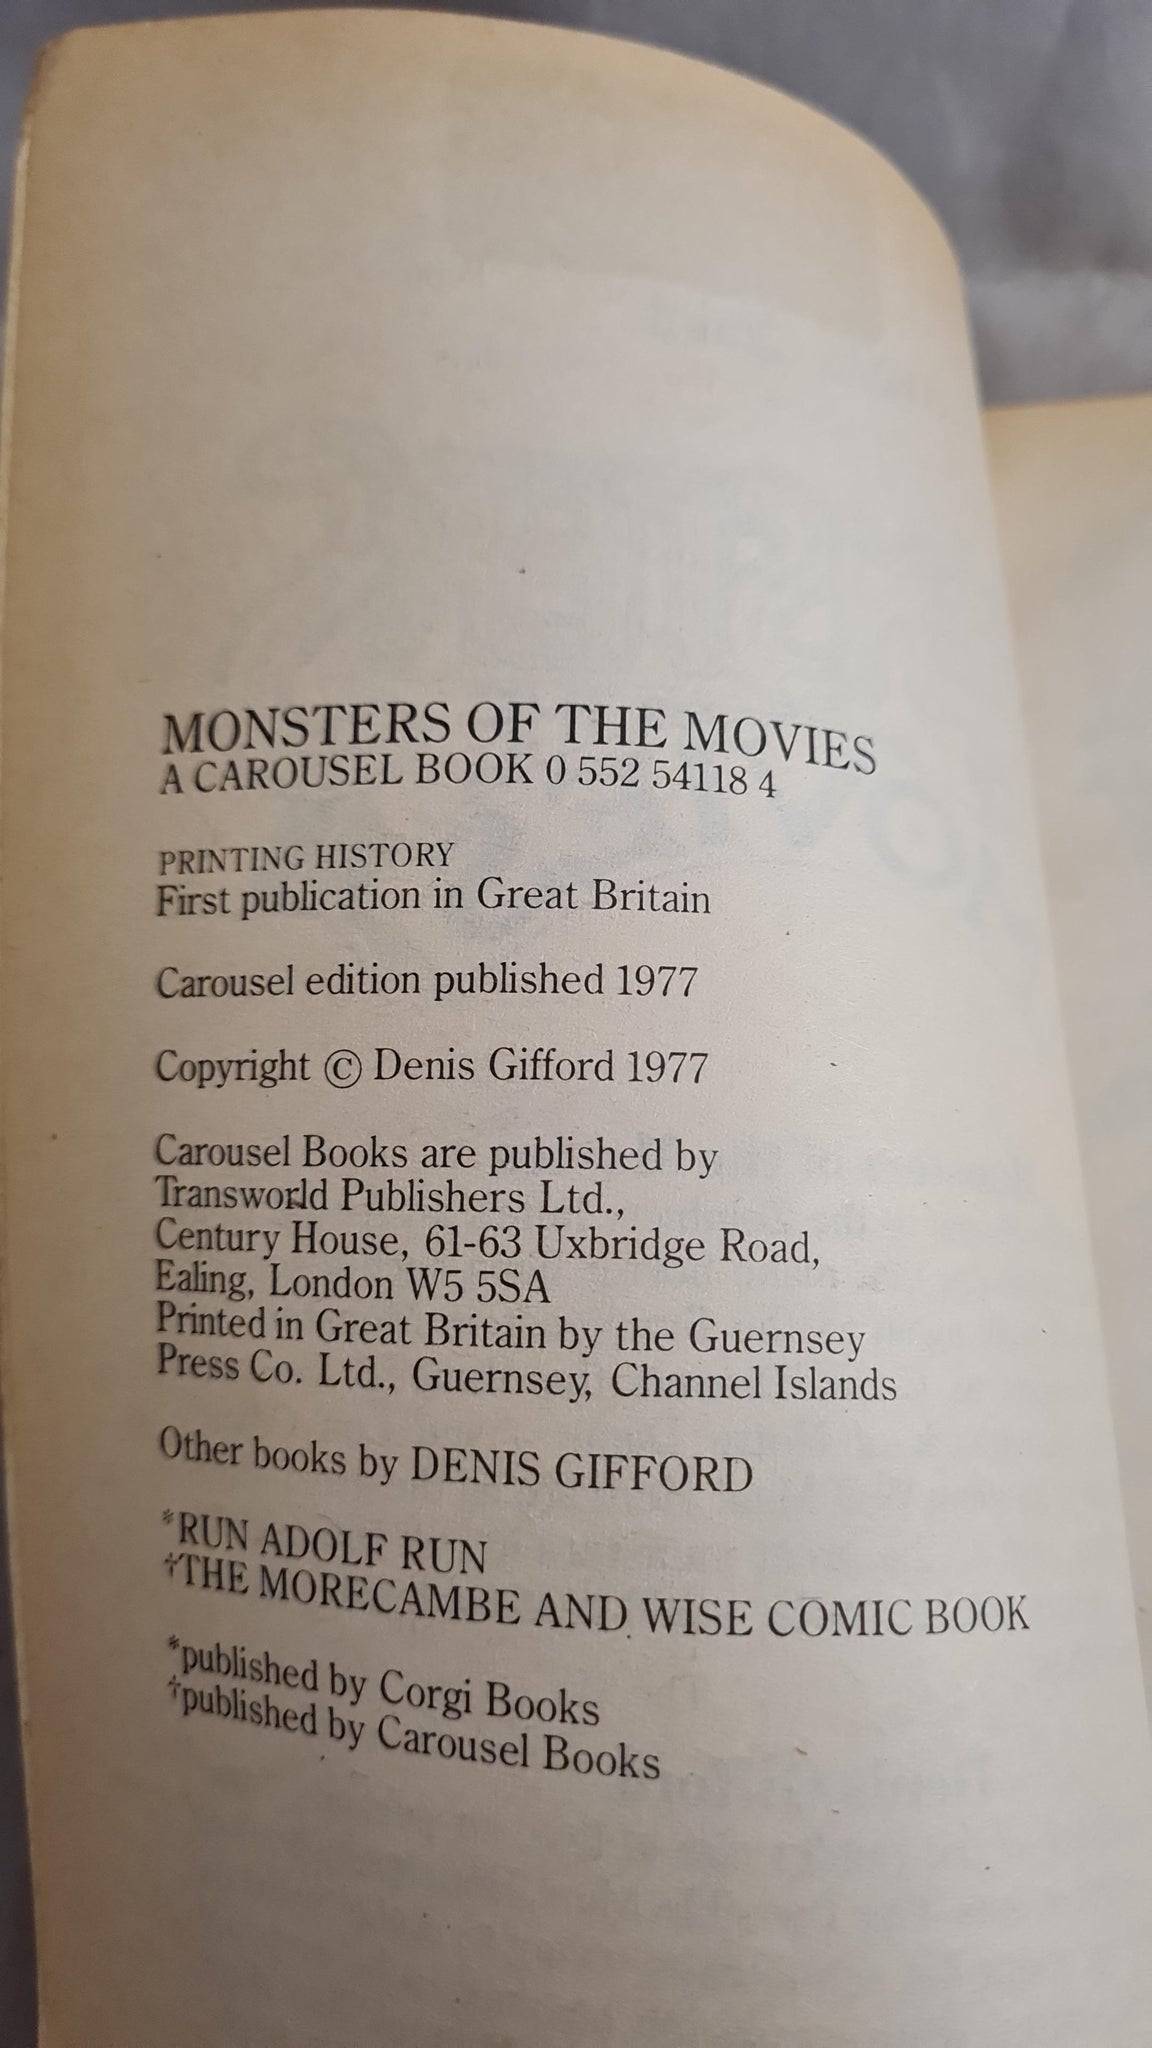 MONSTERS OF THE MOVIES
A CAROUSEL BOOK 0 552 54118 4
PRINTING HISTORY
First publication in Great Britain
Carousel edition published 1977
Copyright © Denis Gifford 1977
Carousel Books are published by
Transworld Publishers Ltd.,
Century House, 61-63 Uxbridge Road,
Ealing, London W5 5SA
Printed in Great Britain by the Guernsey
Press Co. Ltd., Guernsey, Channel Islands
Other books by DENIS GIFFORD
*RUN ADOLF RUN
†THE MORECAMBE AND WISE COMIC BOOK
*published by Corgi Books
†published by Carousel Books